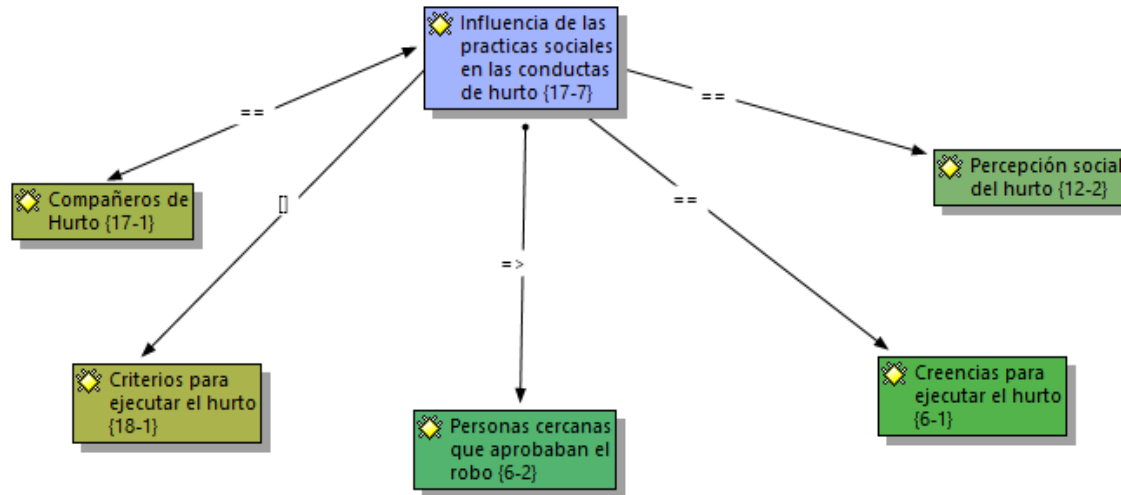 Influencia de las
practicas sociales
en las conductas
de hurto {17-7}
==
==
Percepción social
del hurto {12-2}
Compañeros de
Hurto {17-1}
[]
==
=>
Criterios para
ejecutar el hurto
{18-1}
Creencias para
ejecutar el hurto
{6-1}
Personas cercanas
que aprobaban el
robo {6-2}